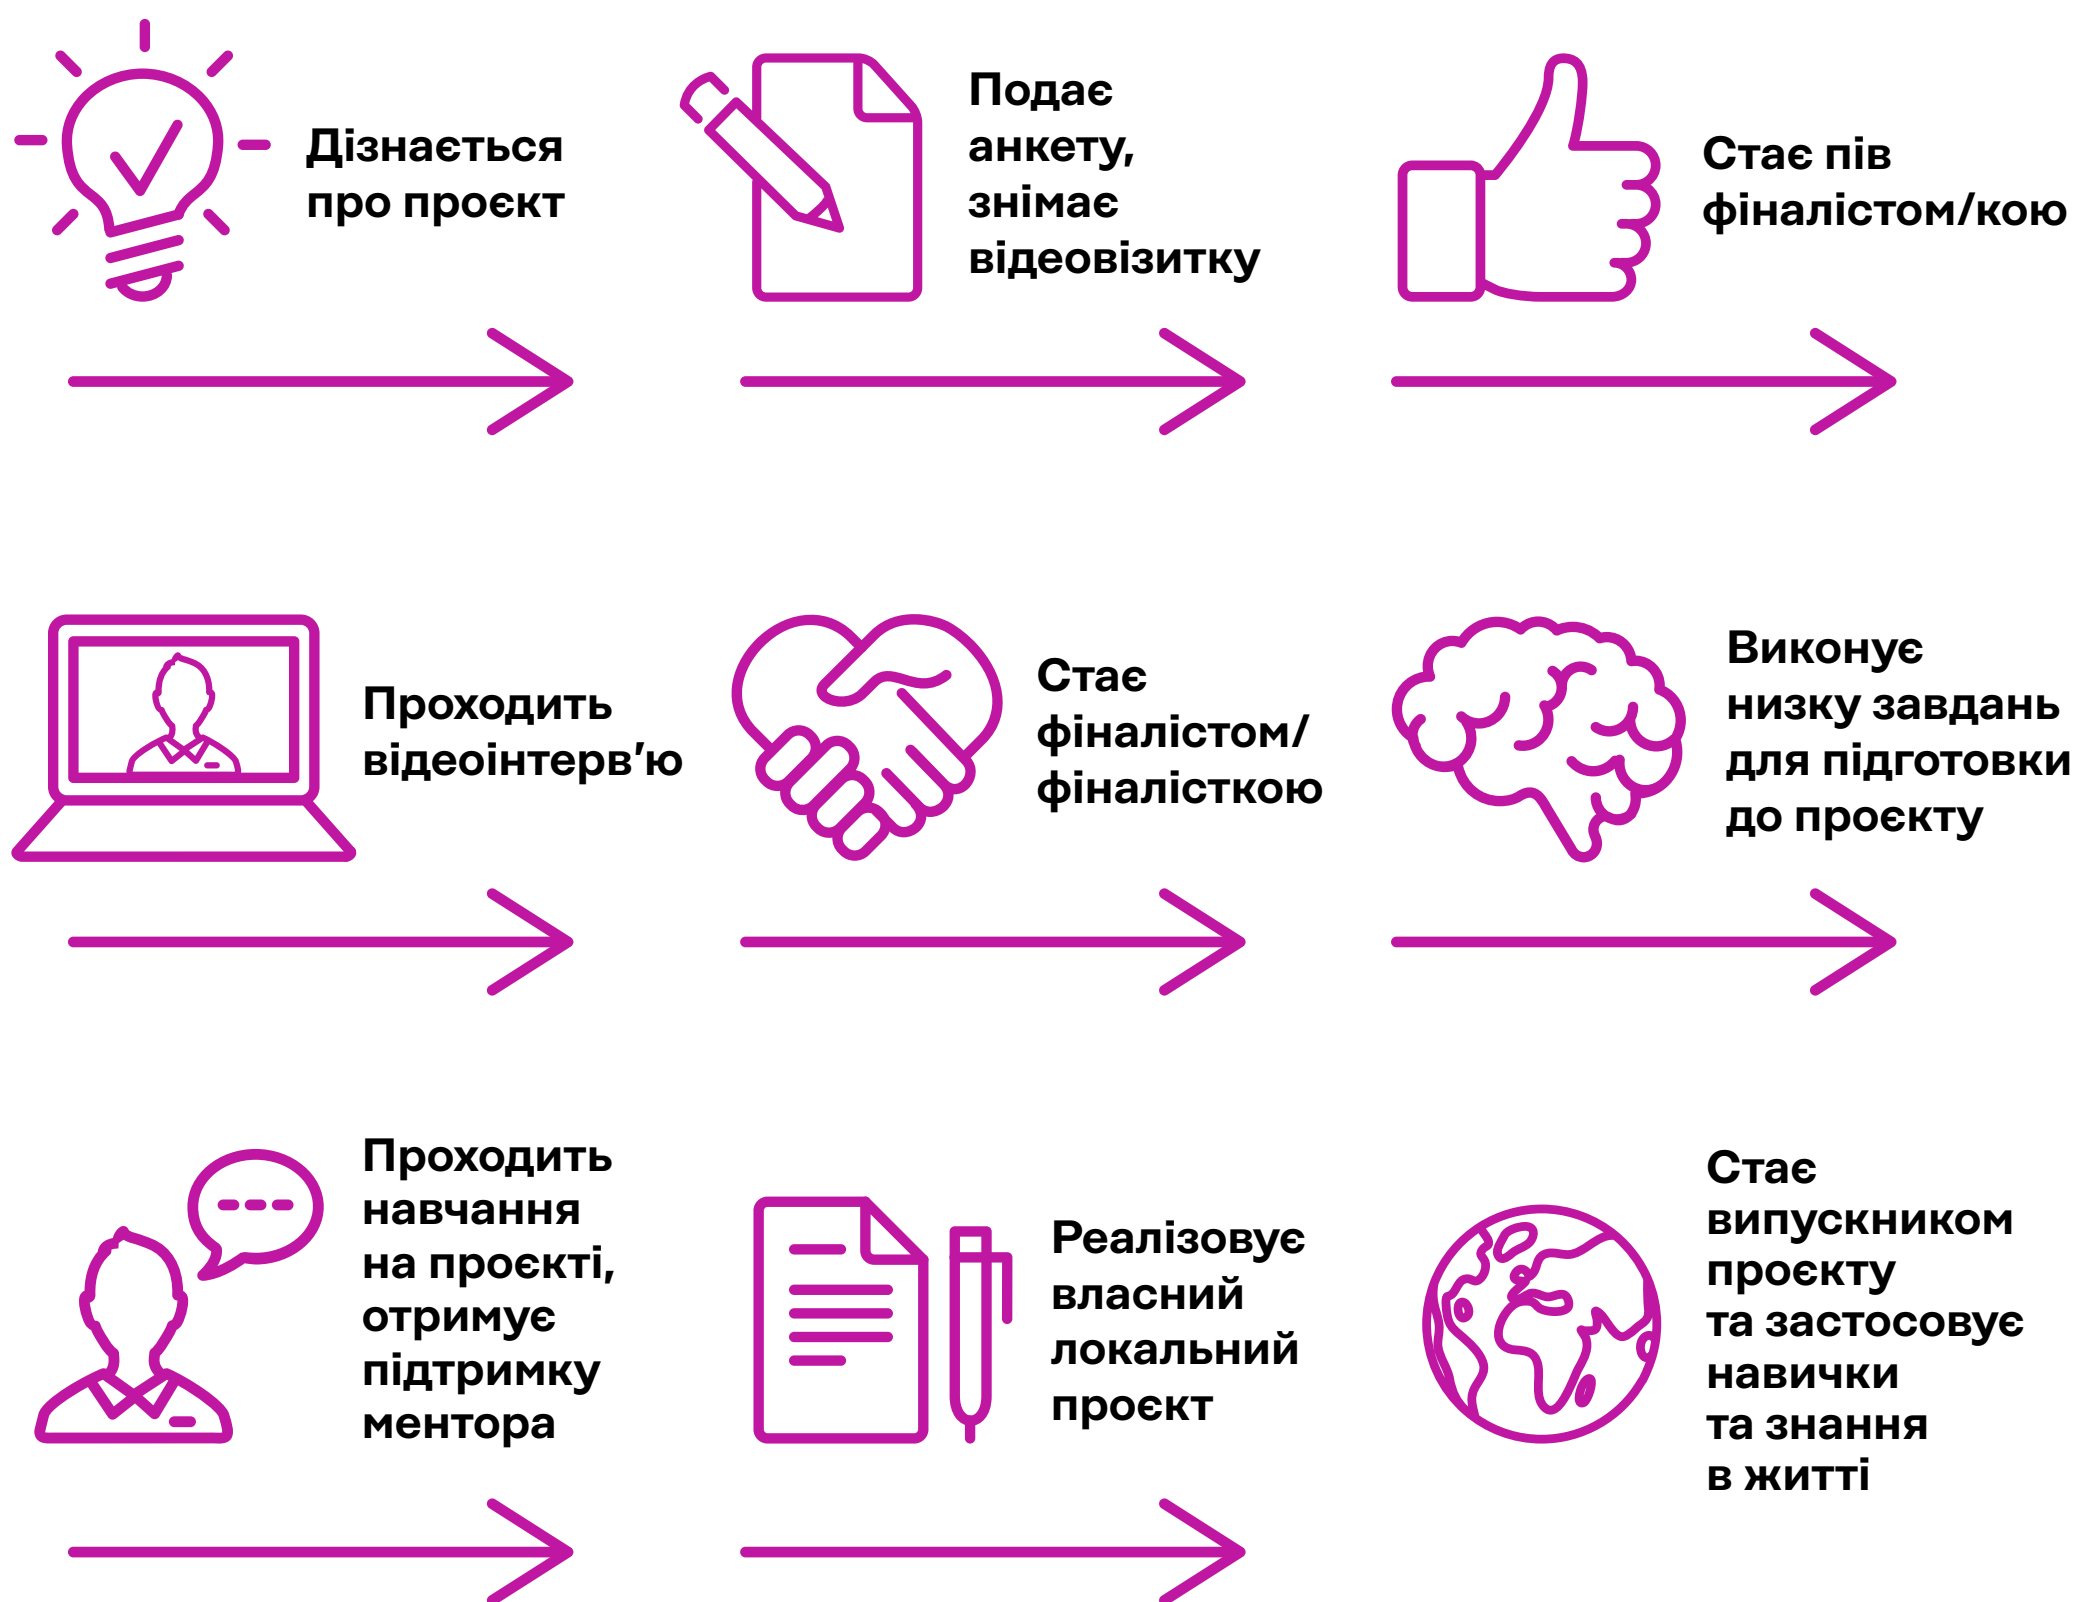 Дізнається
про проєкт
Подає
анкету,
знімає
відеовізитку
Стає пів
фіналістом/кою
Проходить
відеоінтерв’ю
Стає
фіналістом/
фіналісткою
Виконує
низку завдань
для підготовки
до проєкту
Проходить
навчання
на проєкті,
отримує
підтримку
ментора
Реалізовує
власний
локальний
проєкт
Стає
випускником
проєкту
та застосовує
навички
та знання
в житті